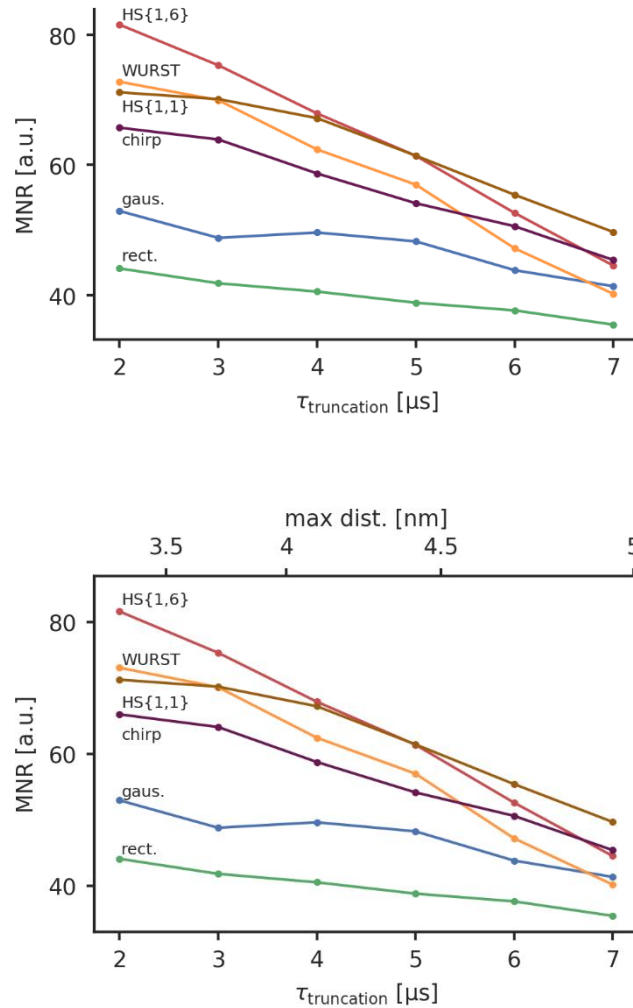 80
60
40
MNR [a.u.]
HS{1,6}
WURST
HS{1,1}
chirp
gaus.
rect.
2 3 4 5 6 7
τtruncation [μs]
max dist. [nm]
3.5 4 4.5 5
80
60
40
MNR [a.u.]
HS{1,6}
WURST
HS{1,1}
chirp
gaus.
rect.
2 3 4 5 6 7
τtruncation [μs]